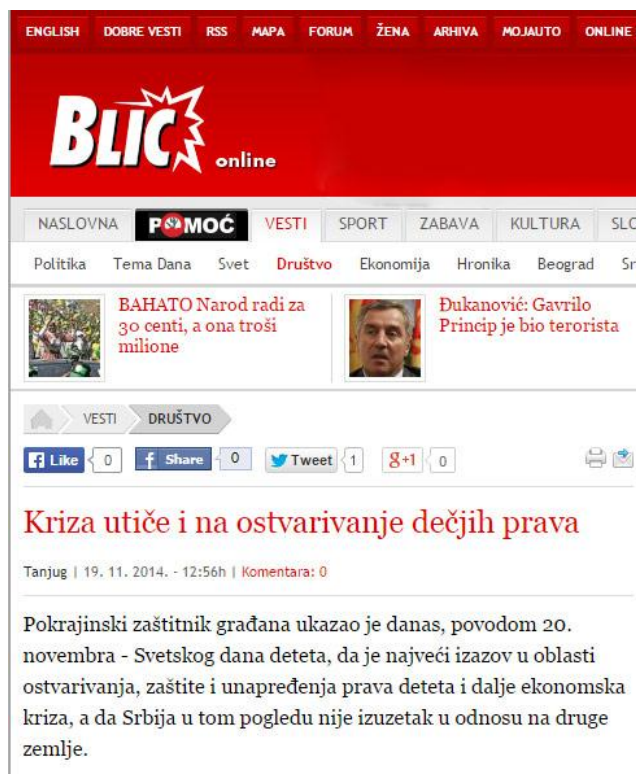 ENGLISH DOBRE VESTI RSS MAPA FORUM ŽENA ARHIVA MOJAUTO ONLINE
BLIC online
NASLOVNA POMOĆ VESTI SPORT ZABAVA KULTURA SLO
Politika Tema Dana Svet Društvo Ekonomija Hronika Beograd Sr
BAHATO Narod radi za
30 centi, a ona troši
milione
Đukanović: Gavrilo
Princip je bio terorista
VESTI DRUŠTVO
Like 0 Share 0 Tweet 1 g+1 0
Kriza utiče i na ostvarivanje dečjih prava
Tanjug | 19. 11. 2014. - 12:56h | Komentara: 0
Pokrajinski zaštitnik građana ukazao je danas, povodom 20.
novembra - Svetskog dana deteta, da je najveći izazov u oblasti
ostvarivanja, zaštite i unapređenja prava deteta i dalje ekonomska
kriza, a da Srbija u tom pogledu nije izuzetak u odnosu na druge
zemlje.